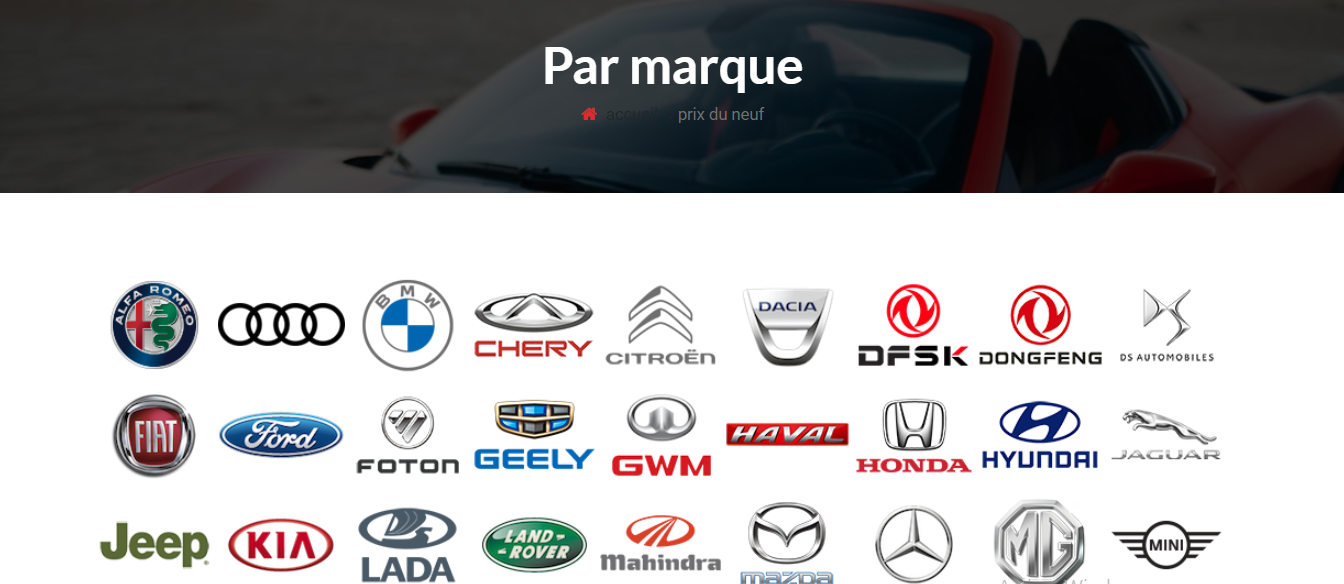 Par marque
accueil prix du neuf
ALFA ROMEO
BMW
CHERY
CITROËN
DACIA
DFSK
DONGFENG
DS AUTOMOBILES
FIAT
Ford
FOTON
GEELY
GWM
HAVAL
HONDA
HYUNDAI
JAGUAR
Jeep
KIA
LADA
LAND-
-ROVER
Mahindra
mazda
MG
MINI